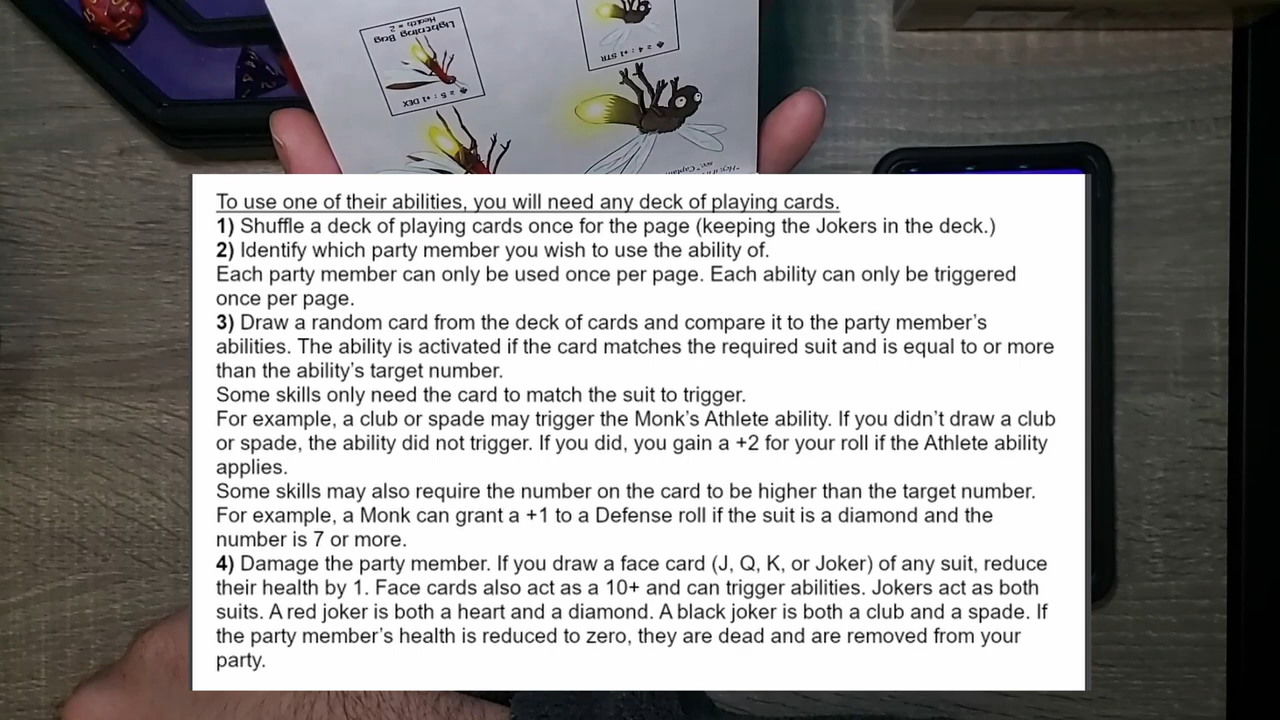 Lightning Bug
Health = 2
♠ ≥ 5 : +1 DEX
♠ ≥ 4 : +1 STR
To use one of their abilities, you will need any deck of playing cards.
1) Shuffle a deck of playing cards once for the page (keeping the Jokers in the deck.)
2) Identify which party member you wish to use the ability of.
Each party member can only be used once per page. Each ability can only be triggered
once per page.
3) Draw a random card from the deck of cards and compare it to the party member’s
abilities. The ability is activated if the card matches the required suit and is equal to or more
than the ability’s target number.
Some skills only need the card to match the suit to trigger.
For example, a club or spade may trigger the Monk’s Athlete ability. If you didn’t draw a club
or spade, the ability did not trigger. If you did, you gain a +2 for your roll if the Athlete ability
applies.
Some skills may also require the number on the card to be higher than the target number.
For example, a Monk can grant a +1 to a Defense roll if the suit is a diamond and the
number is 7 or more.
4) Damage the party member. If you draw a face card (J, Q, K, or Joker) of any suit, reduce
their health by 1. Face cards also act as a 10+ and can trigger abilities. Jokers act as both
suits. A red joker is both a heart and a diamond. A black joker is both a club and a spade. If
the party member’s health is reduced to zero, they are dead and are removed from your
party.